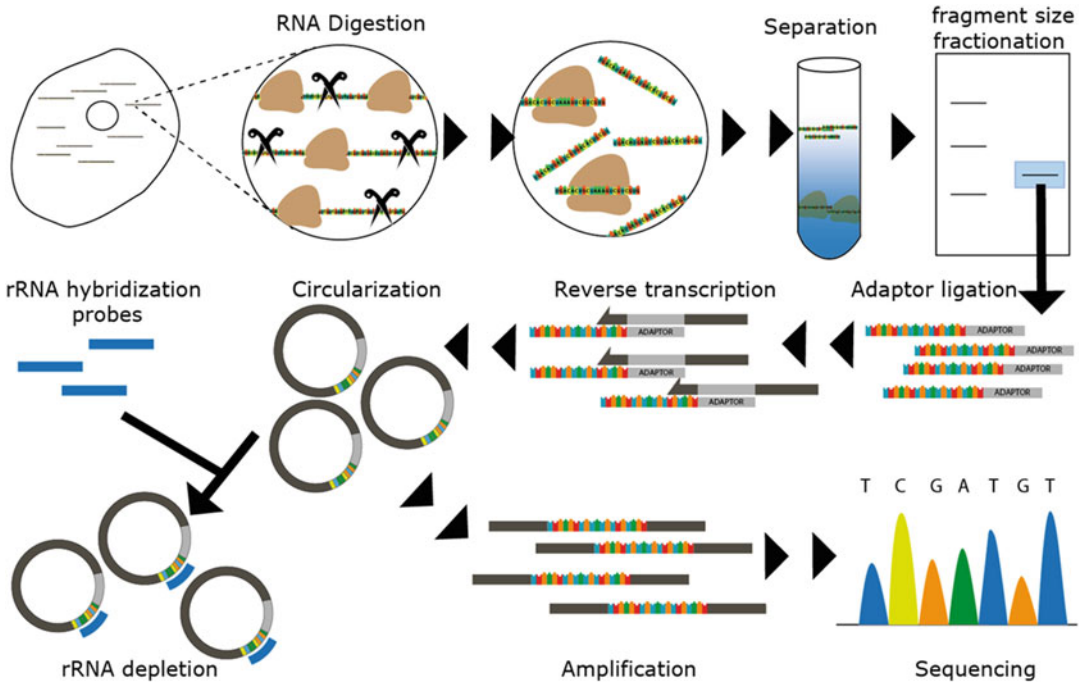 RNA Digestion
Separation
fragment size
fractionation
rRNA hybridization
probes
Circularization
Reverse transcription
Adaptor ligation
ADAPTOR
ADAPTOR
ADAPTOR
ADAPTOR
ADAPTOR
ADAPTOR
ADAPTOR
T C G A T G T
rRNA depletion
Amplification
Sequencing